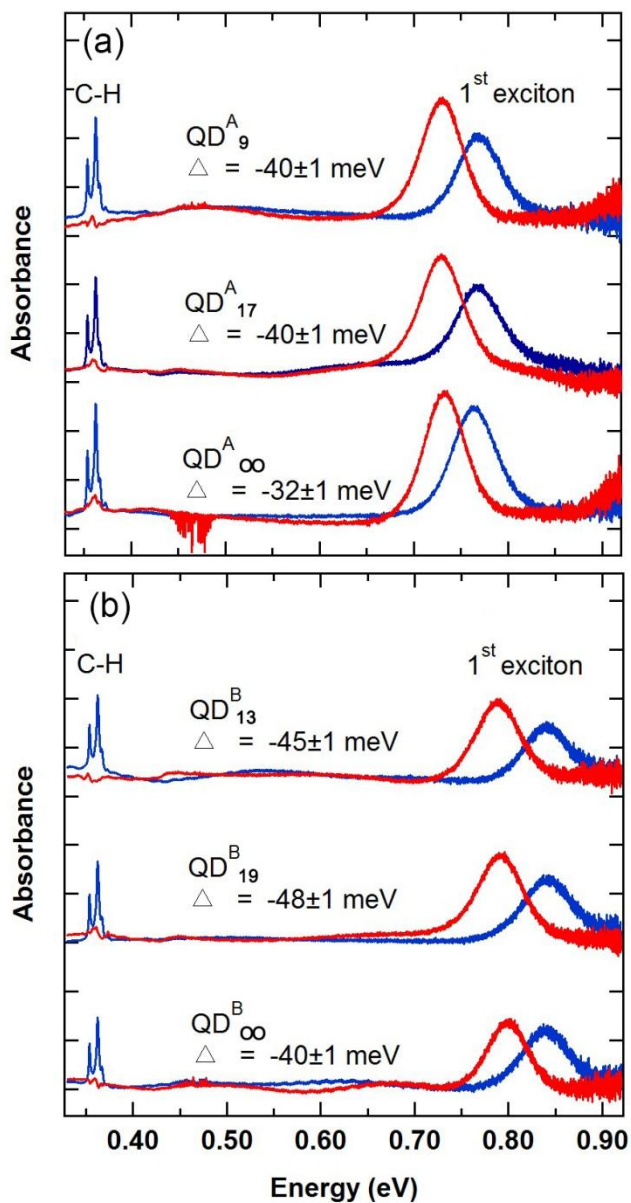 (a)
C-H
1st exciton
QDA9
△ = -40±1 meV
QDA17
△ = -40±1 meV
QDA∞
△ = -32±1 meV
Absorbance
(b)
C-H
1st exciton
QDB13
△ = -45±1 meV
QDB19
△ = -48±1 meV
QDB∞
△ = -40±1 meV
Absorbance
0.40 0.50 0.60 0.70 0.80 0.90
Energy (eV)